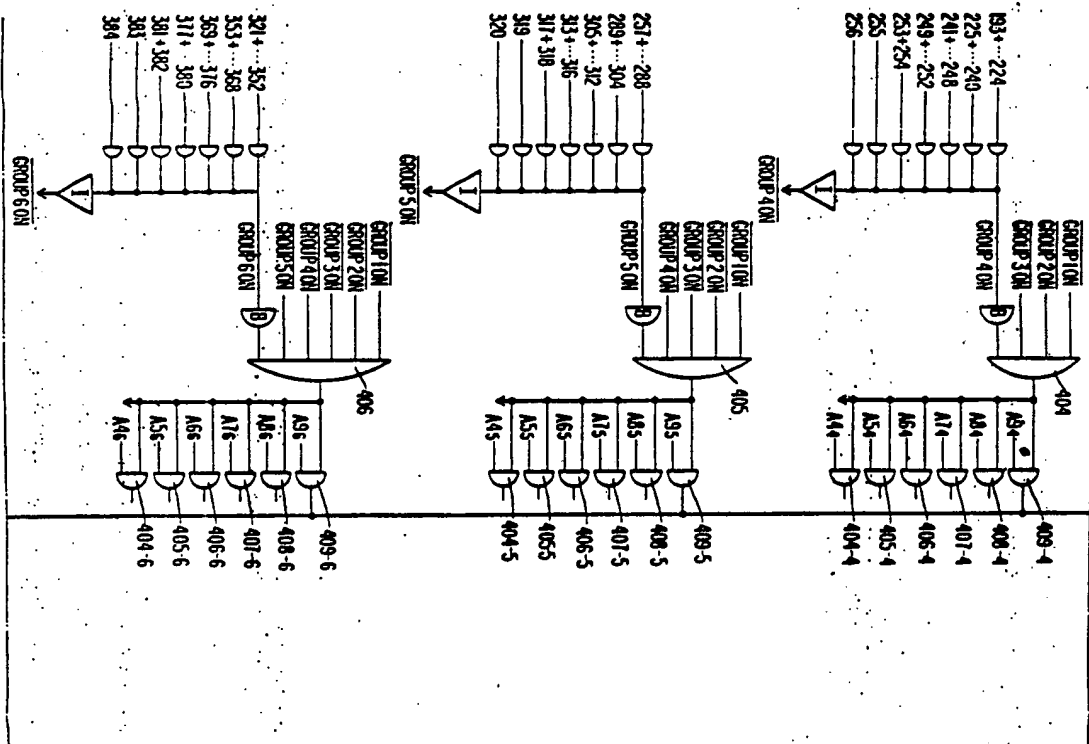 193+...224
225+...240
241+...248
249+...252
253+254
255
256
GROUP 4 ON
GROUP 1 ON
GROUP 2 ON
GROUP 3 ON
GROUP 4 ON
I
B
404
A94
A84
A74
A64
A54
A44
409-4
408-4
407-4
406-4
405-4
404-4
257+...288
289+...304
305+...312
313+...316
317+318
319
320
GROUP 5 ON
GROUP 1 ON
GROUP 2 ON
GROUP 3 ON
GROUP 4 ON
GROUP 5 ON
I
B
405
A95
A85
A75
A65
A55
A45
409-5
408-5
407-5
406-5
405-5
404-5
321+...352
353+...368
369+...376
377+...380
381+382
383
384
GROUP 6 ON
GROUP 1 ON
GROUP 2 ON
GROUP 3 ON
GROUP 4 ON
GROUP 5 ON
GROUP 6 ON
I
B
406
A96
A86
A76
A66
A56
A46
409-6
408-6
407-6
406-6
405-6
404-6